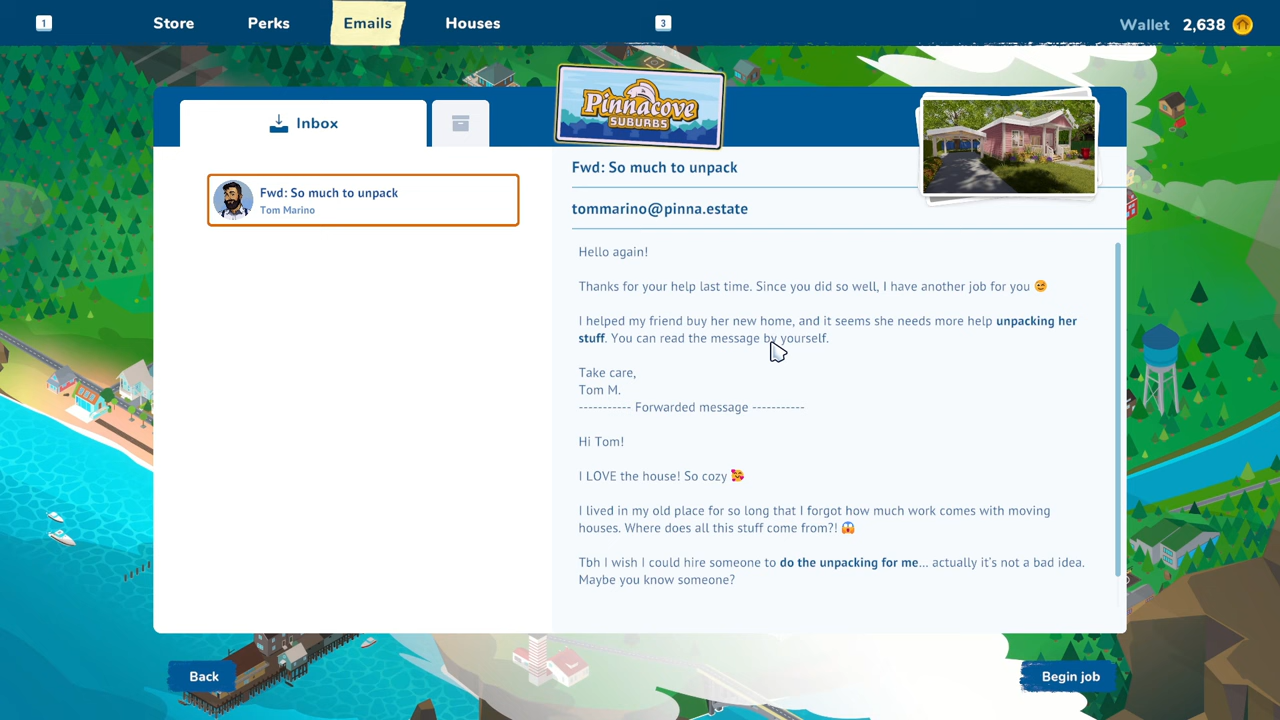 1
Store
Perks
Emails
Houses
3
Wallet 2,638
Inbox
Pinnacove
SUBURBS
Fwd: So much to unpack
Tom Marino
Fwd: So much to unpack
tommarino@pinna.estate
Hello again!
Thanks for your help last time. Since you did so well, I have another job for you 😊
I helped my friend buy her new home, and it seems she needs more help unpacking her
stuff. You can read the message by yourself.
Take care,
Tom M.
----------- Forwarded message -----------
Hi Tom!
I LOVE the house! So cozy 🥰
I lived in my old place for so long that I forgot how much work comes with moving
houses. Where does all this stuff come from?! 😱
Tbh I wish I could hire someone to do the unpacking for me... actually it's not a bad idea.
Maybe you know someone?
Back
Begin job